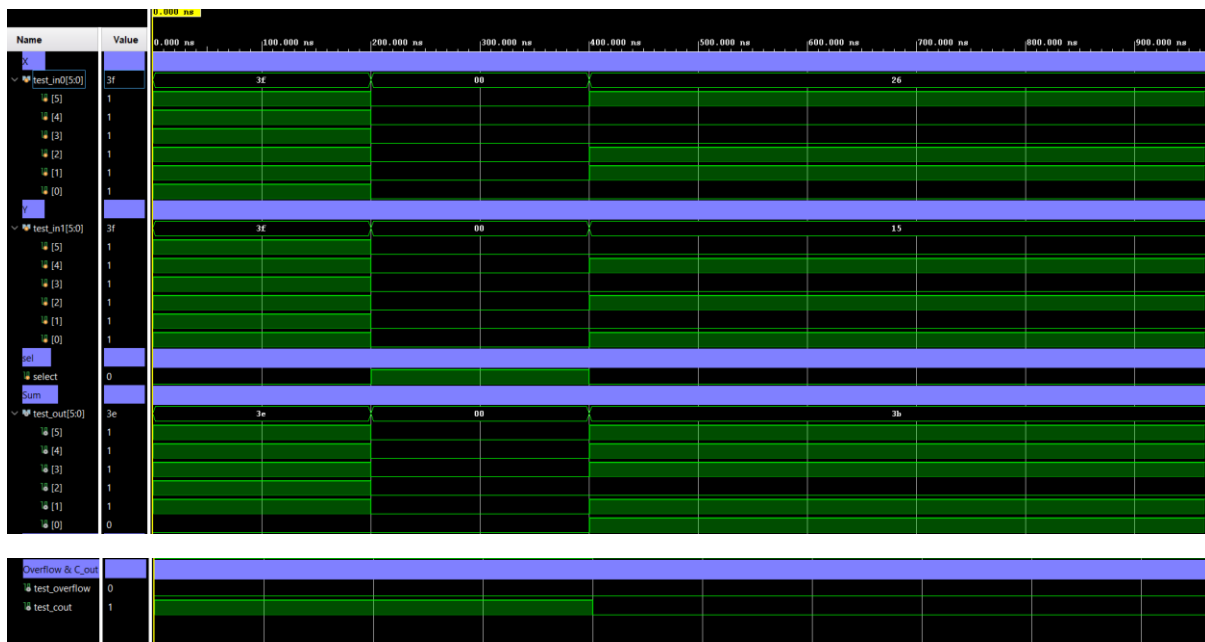 0.000 ns
Name Value 0.000 ns 100.000 ns 200.000 ns 300.000 ns 400.000 ns 500.000 ns 600.000 ns 700.000 ns 800.000 ns 900.000 ns
X
test_in0[5:0] 3f 3f 00 26
[5] 1
[4] 1
[3] 1
[2] 1
[1] 1
[0] 1
Y
test_in1[5:0] 3f 3f 00 15
[5] 1
[4] 1
[3] 1
[2] 1
[1] 1
[0] 1
sel
select 0
Sum
test_out[5:0] 3e 3e 00 3b
[5] 1
[4] 1
[3] 1
[2] 1
[1] 1
[0] 0
Overflow & C_out
test_overflow 0
test_cout 1